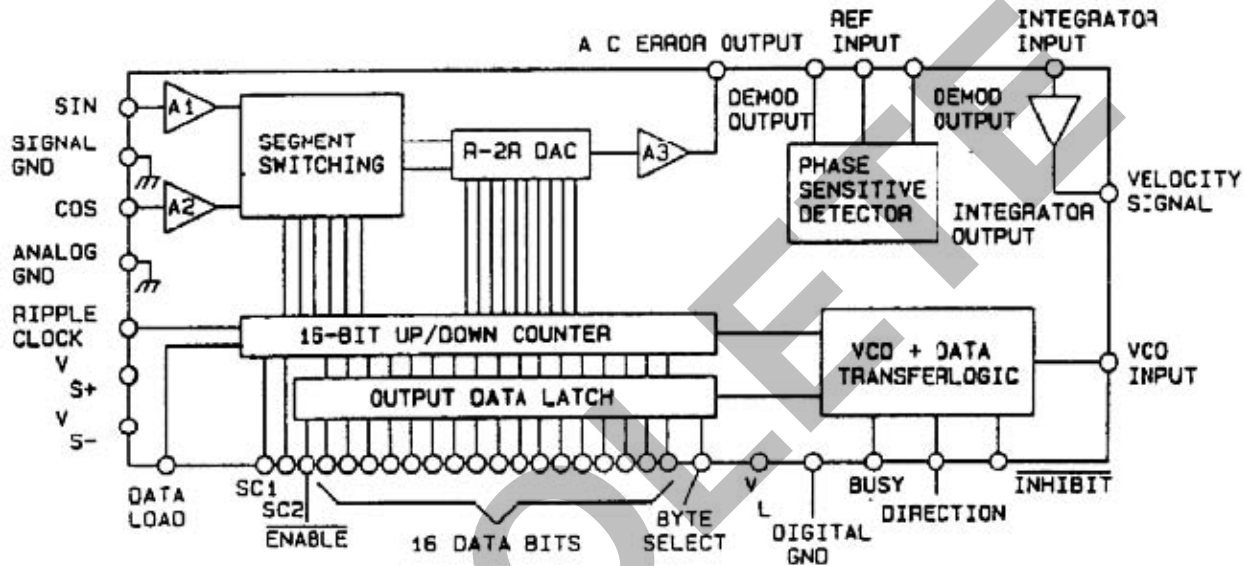 A C ERROR OUTPUT
REF
INPUT
INTEGRATOR
INPUT
SIN
A1
SIGNAL
GND
SEGMENT
SWITCHING
R-2R DAC
A3
DEMOD
OUTPUT
DEMOD
OUTPUT
PHASE
SENSITIVE
DETECTOR
COS
A2
VELOCITY
SIGNAL
INTEGRATOR
OUTPUT
ANALOG
GND
RIPPLE
CLOCK
16-BIT UP/DOWN COUNTER
VCO + DATA
TRANSFERLOGIC
VCO
INPUT
V
S+
OUTPUT DATA LATCH
V
S-
DATA
LOAD
SC1
SC2
ENABLE
16 DATA BITS
BYTE
SELECT
V
L
DIGITAL
GND
BUSY
DIRECTION
INHIBIT
OLETE